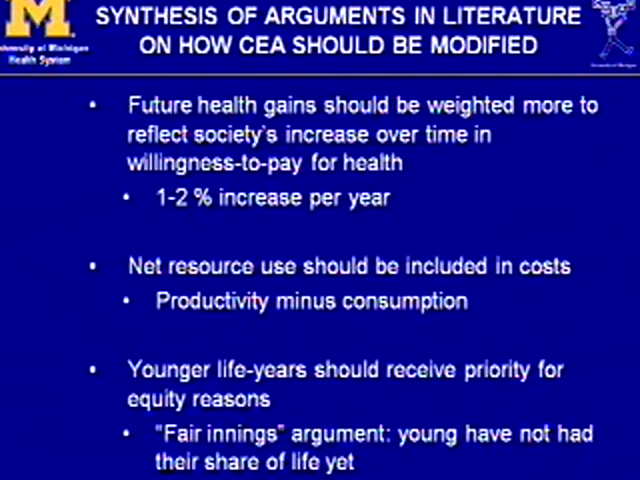 SYNTHESIS OF ARGUMENTS IN LITERATURE
ON HOW CEA SHOULD BE MODIFIED
M
University of Michigan
Health System
• Future health gains should be weighted more to
reflect society's increase over time in
willingness-to-pay for health
• 1-2 % increase per year
• Net resource use should be included in costs
• Productivity minus consumption
• Younger life-years should receive priority for
equity reasons
• "Fair innings" argument: young have not had
their share of life yet